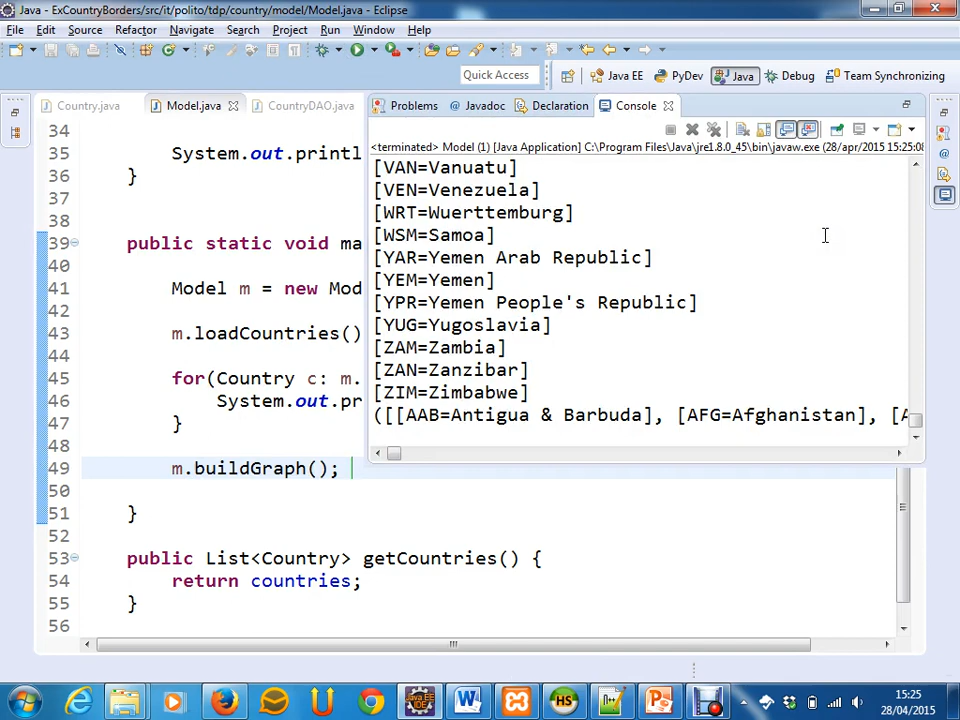 Java - ExCountryBorders/src/it/polito/tdp/country/model/Model.java - Eclipse
File Edit Source Refactor Navigate Search Project Run Window Help
Quick Access Java EE PyDev Java Debug Team Synchronizing
Country.java Model.java CountryDAO.java Problems Javadoc Declaration Console
<terminated> Model (1) [Java Application] C:\Program Files\Java\jre1.8.0_45\bin\javaw.exe (28/apr/2015 15:25:08
34
35 System.out.printl
36 }
37
38
39 public static void ma
40
41 Model m = new Mod
42
43 m.loadCountries()
44
45 for(Country c: m.
46 System.out.pr
47 }
48
49 m.buildGraph();
50
51 }
52
53 public List<Country> getCountries() {
54 return countries;
55 }
56
[VAN=Vanuatu]
[VEN=Venezuela]
[WRT=Wuerttemburg]
[WSM=Samoa]
[YAR=Yemen Arab Republic]
[YEM=Yemen]
[YPR=Yemen People's Republic]
[YUG=Yugoslavia]
[ZAM=Zambia]
[ZAN=Zanzibar]
[ZIM=Zimbabwe]
([[AAB=Antigua & Barbuda], [AFG=Afghanistan], [A
15:25
28/04/2015